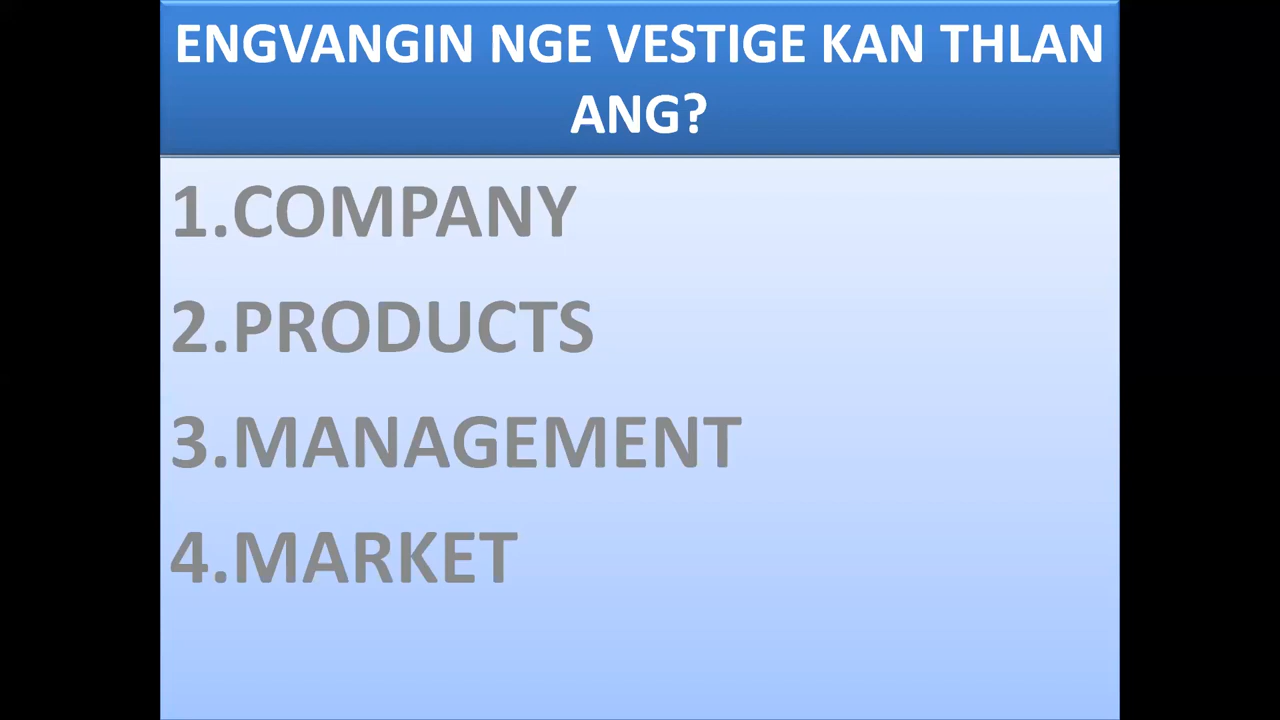 ENGVANGIN NGE VESTIGE KAN THLAN
ANG?
1.COMPANY
2.PRODUCTS
3.MANAGEMENT
4.MARKET